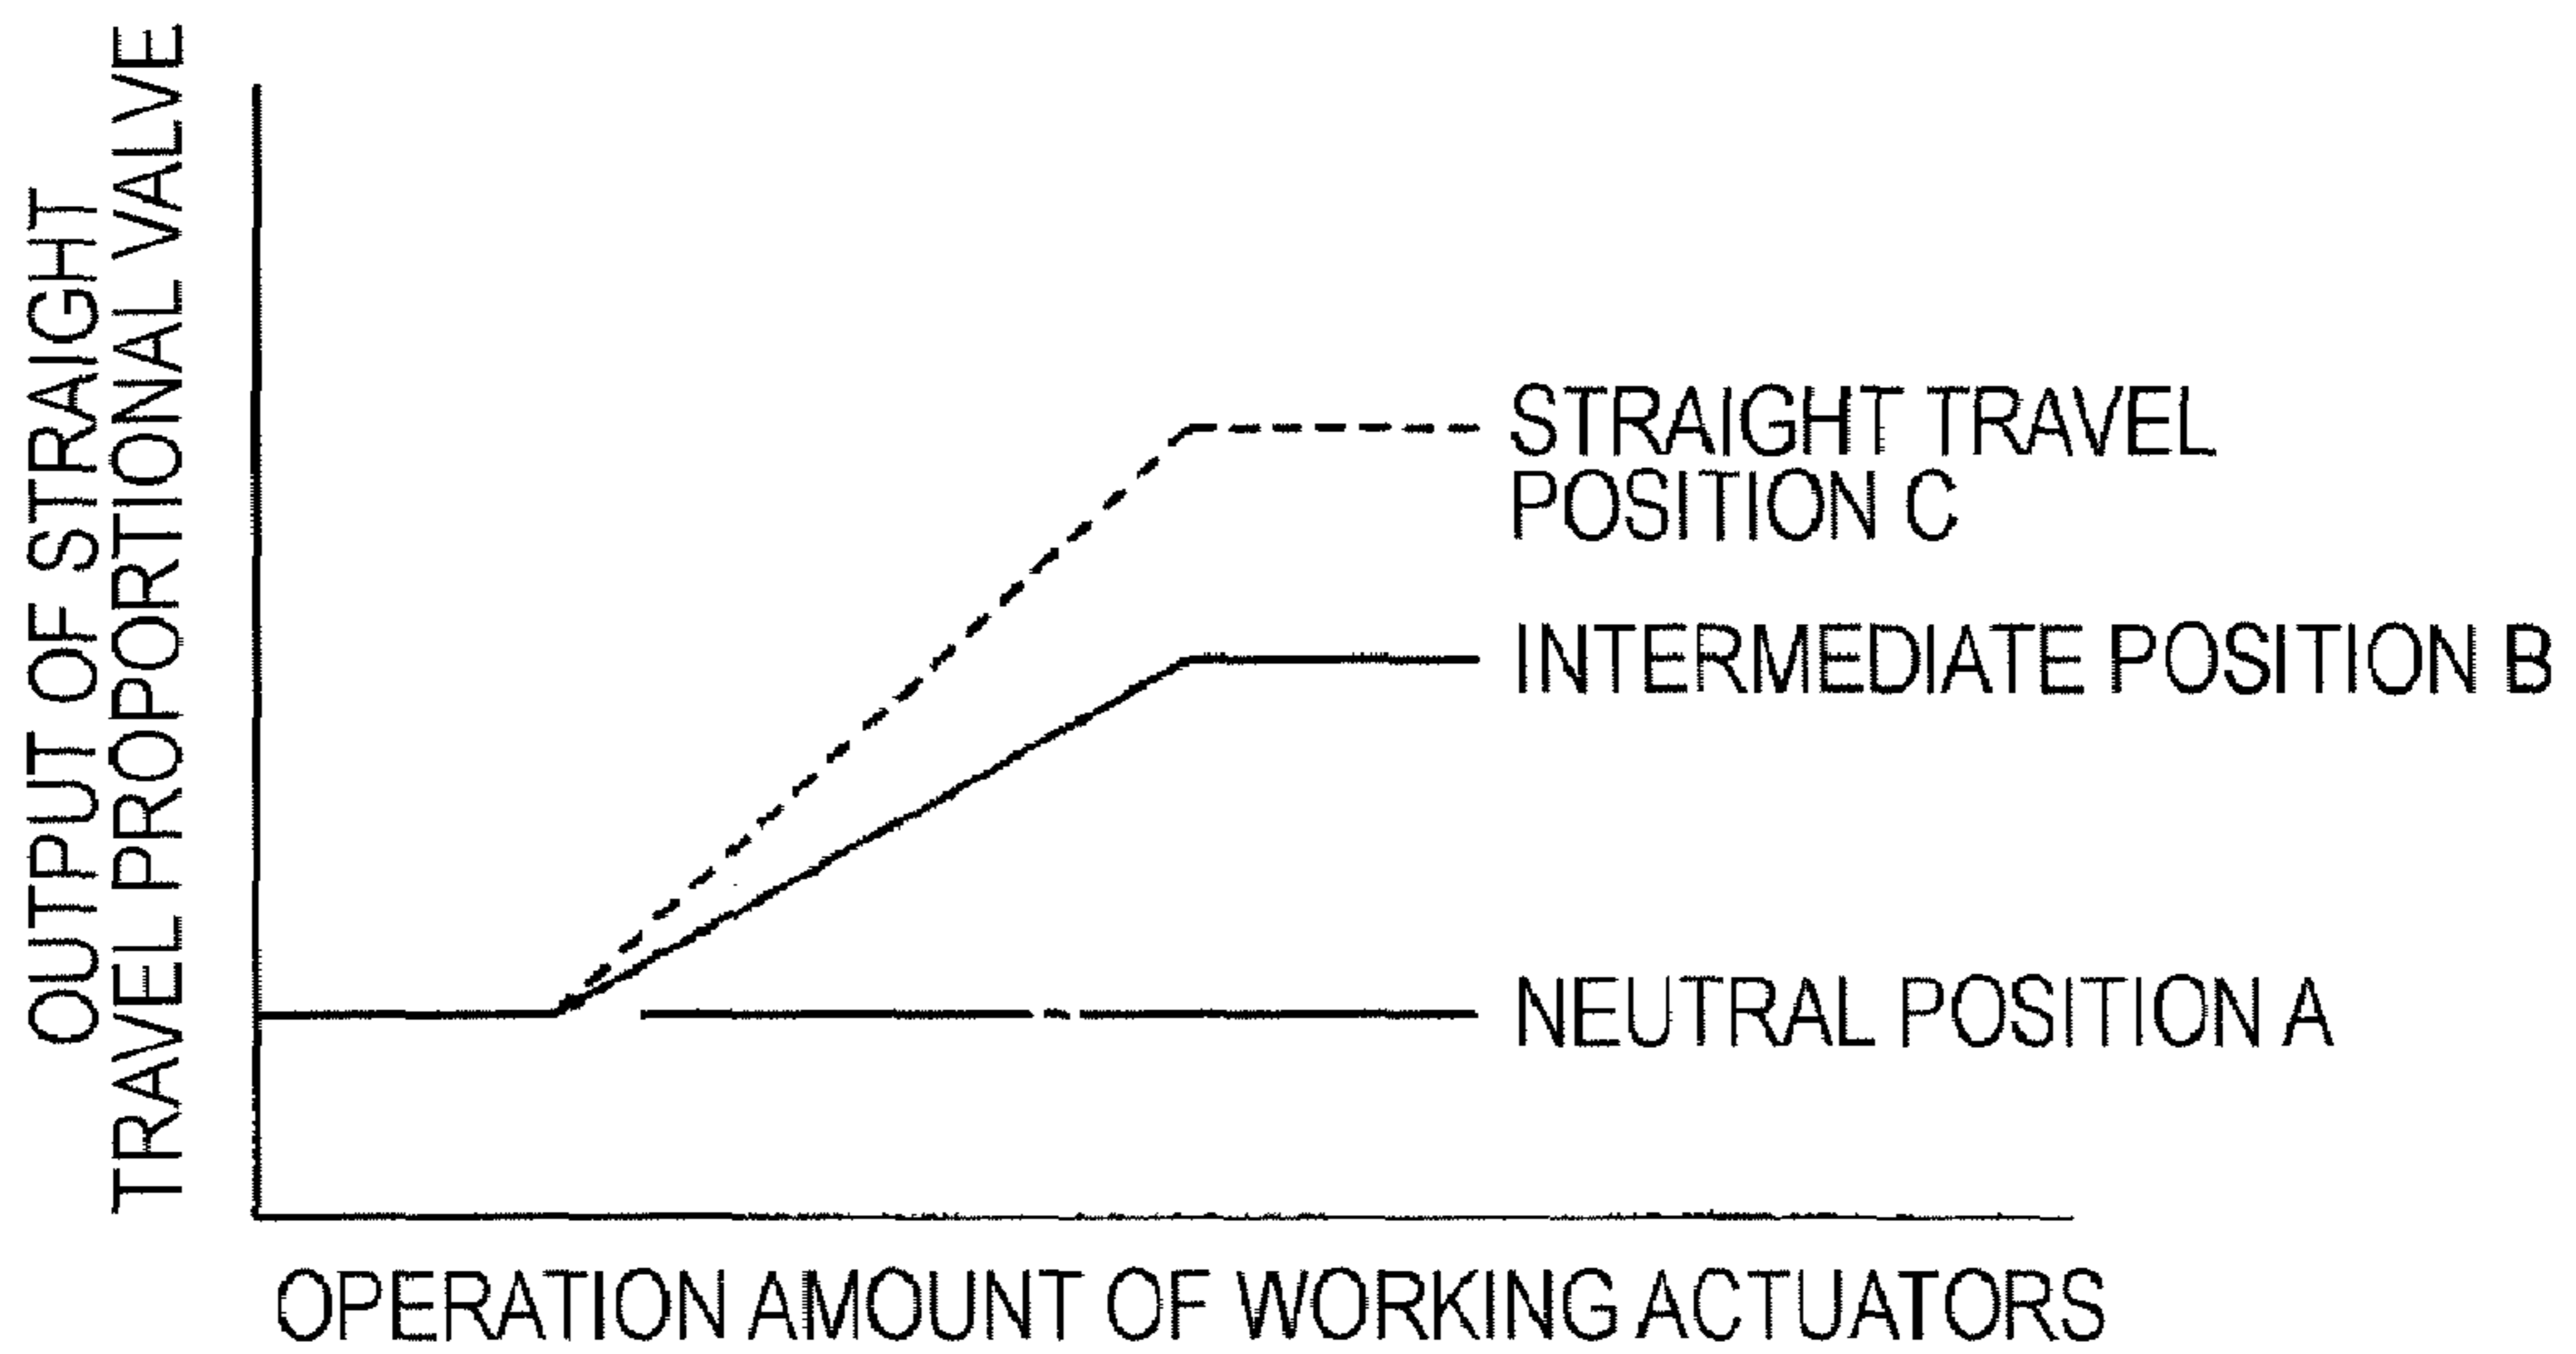 OUTPUT OF STRAIGHT
TRAVEL PROPORTIONAL VALVE
STRAIGHT TRAVEL
POSITION C
INTERMEDIATE POSITION B
NEUTRAL POSITION A
OPERATION AMOUNT OF WORKING ACTUATORS